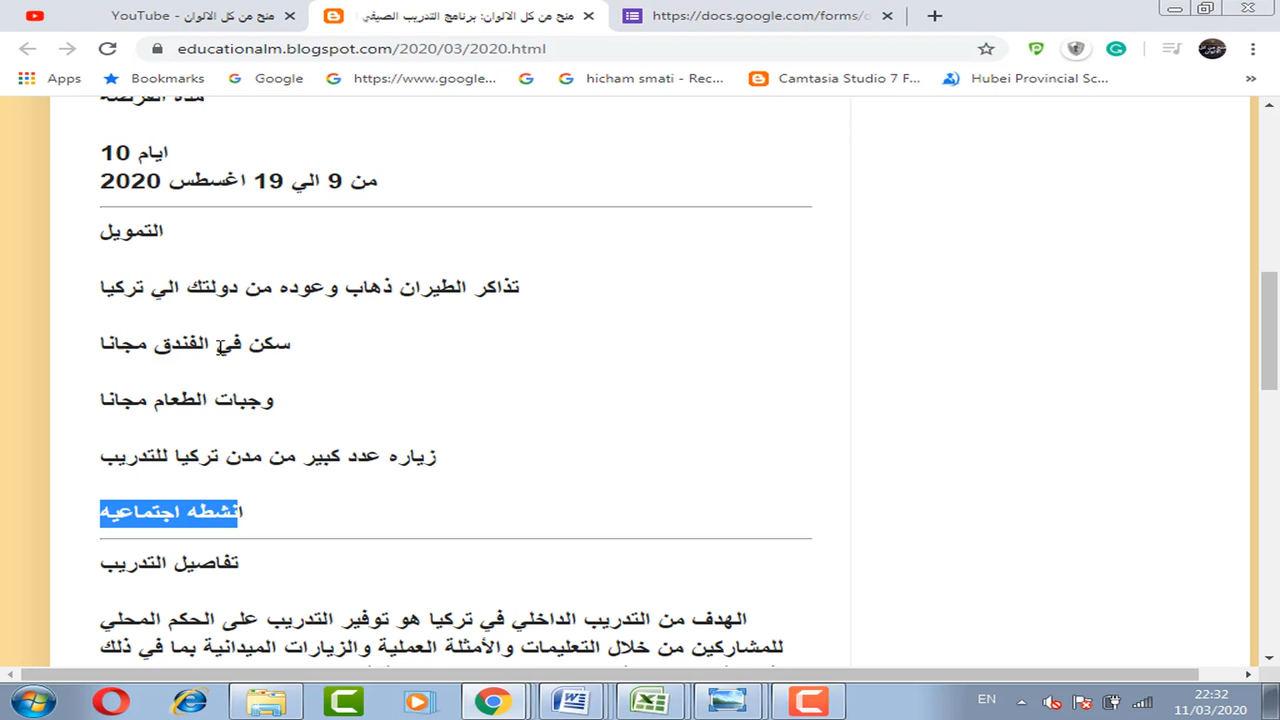 منح من كل الالوان - YouTube
منح من كل الالوان: برنامج التدريب الصيفي
https://docs.google.com/forms/d
educationalm.blogspot.com/2020/03/2020.html
Apps
Bookmarks
Google
https://www.google...
hicham smati - Rec...
Camtasia Studio 7 F...
Hubei Provincial Sc...
مدة الفرصة
10 ايام
من 9 الي 19 اغسطس 2020
التمويل
تذاكر الطيران ذهاب وعوده من دولتك الي تركيا
سكن في الفندق مجانا
وجبات الطعام مجانا
زياره عدد كبير من مدن تركيا للتدريب
انشطه اجتماعيه
تفاصيل التدريب
الهدف من التدريب الداخلي في تركيا هو توفير التدريب على الحكم المحلي
للمشاركين من خلال التعليمات والأمثلة العملية والزيارات الميدانية بما في ذلك
EN
22:32
11/03/2020